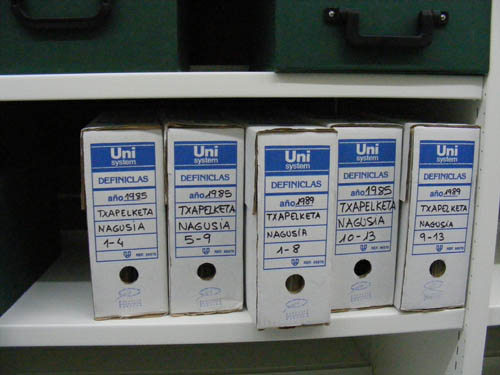 Uni
system
DEFINICLAS
año 1985
TXAPELKETA
NAGUSIA
1-4
Uni
system
DEFINICLAS
año 1985
TXAPELKETA
NAGUSIA
5-9
Uni
system
DEFINICLAS
año 1989
TXAPELKETA
NAGUSIA
1-8
Uni
system
DEFINICLAS
año 1985
TXAPELKETA
NAGUSIA
10-13
Uni
system
DEFINICLAS
año 1989
TXAPELKETA
NAGUSIA
9-13